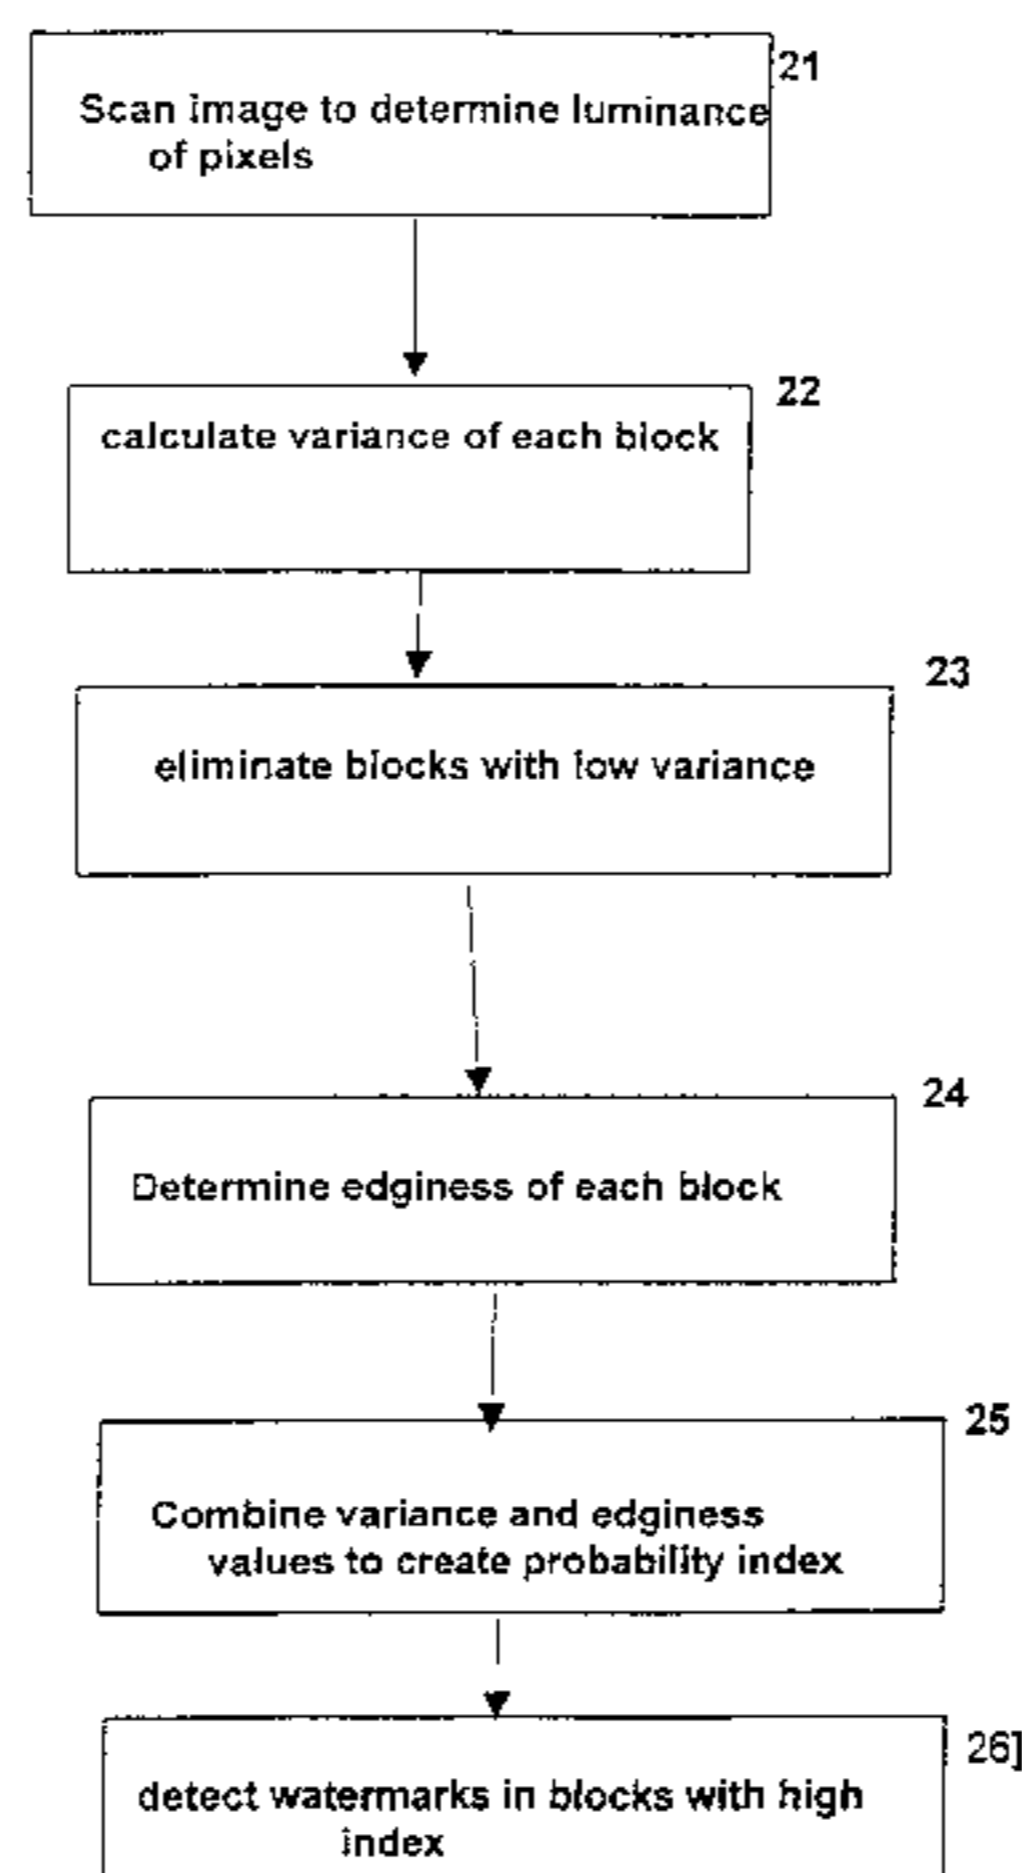 21
Scan image to determine luminance
of pixels
22
calculate variance of each block
23
eliminate blocks with low variance
24
Determine edginess of each block
25
Combine variance and edginess
values to create probability index
26]
detect watermarks in blocks with high
index